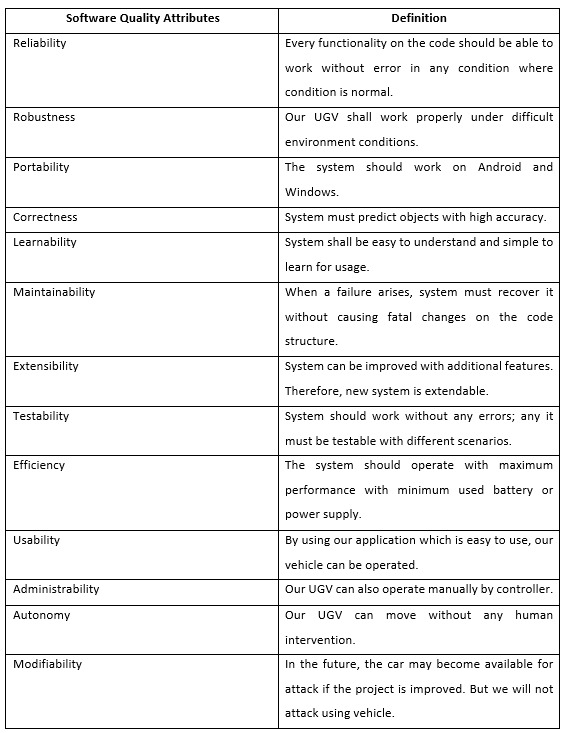 Software Quality Attributes Definition
Reliability Every functionality on the code should be able to
work without error in any condition where
condition is normal.
Robustness Our UGV shall work properly under difficult
environment conditions.
Portability The system should work on Android and
Windows.
Correctness System must predict objects with high accuracy.
Learnability System shall be easy to understand and simple to
learn for usage.
Maintainability When a failure arises, system must recover it
without causing fatal changes on the code
structure.
Extensibility System can be improved with additional features.
Therefore, new system is extendable.
Testability System should work without any errors; any it
must be testable with different scenarios.
Efficiency The system should operate with maximum
performance with minimum used battery or
power supply.
Usability By using our application which is easy to use, our
vehicle can be operated.
Administrability Our UGV can also operate manually by controller.
Autonomy Our UGV can move without any human
intervention.
Modifiability In the future, the car may become available for
attack if the project is improved. But we will not
attack using vehicle.